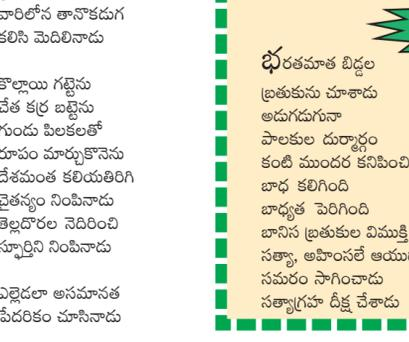 వారిలోన తానొకడుగ
కలిసి మెదిలినాడు

కొల్లాయి గట్టెను
చేత కర్ర బట్టెను
గుండు పిలకలతో
రూపం మార్చుకొనెను
దేశమంత కలియతిరిగి
చైతన్యం నింపినాడు
తెల్లదొరల నెదిరించి
స్ఫూర్తిని నింపినాడు

ఎల్లెడలా అసమానత
పేదరికం చూసినాడు

భరతమాత బిడ్డల
బ్రతుకును చూశాడు
అడుగడుగునా
పాలకుల దుర్మార్గం
కంటి ముందర
బాధ కలిగింది
బాధ్యత పెరిగింది
బానిస బ్రతుకుల విముక్తి
సత్యా, అహింసలే
సమరం సాగించాడు
సత్యాగ్రహ దీక్ష చేశాడు